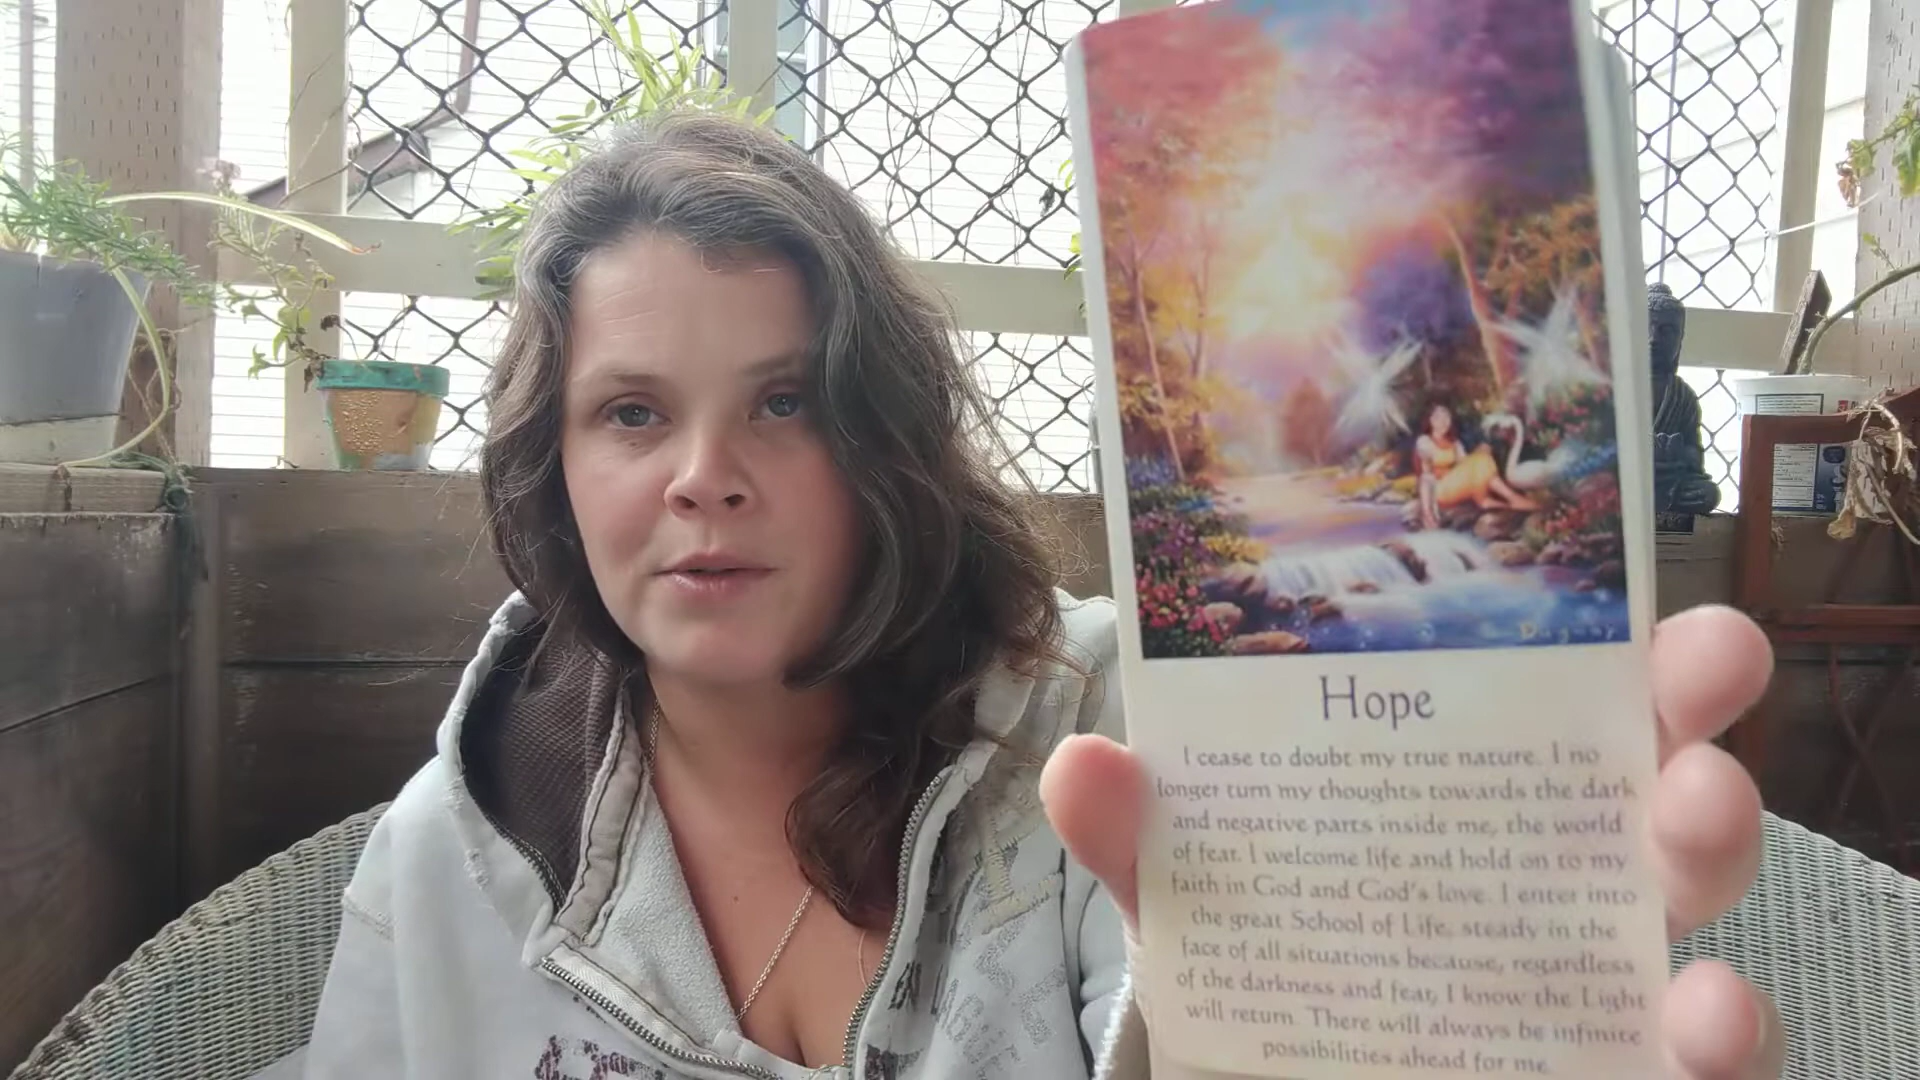 Duguay
Hope
I cease to doubt my true nature. I no
longer turn my thoughts towards the dark
and negative parts inside me, the world
of fear. I welcome life and hold on to my
faith in God and God's love. I enter into
the great School of Life, steady in the
face of all situations because, regardless
of the darkness and fear, I know the Light
will return. There will always be infinite
possibilities ahead for me.